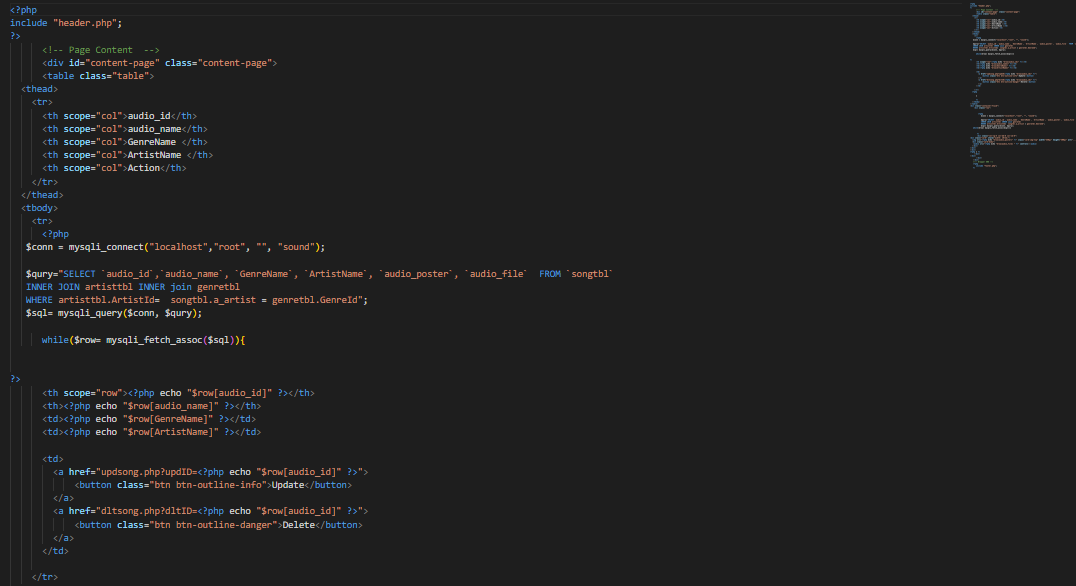 <?php
include "header.php";
?>
<!-- Page Content  -->
<div id="content-page" class="content-page">
<table class="table">
<thead>
<tr>
<th scope="col">audio_id</th>
<th scope="col">audio_name</th>
<th scope="col">GenreName </th>
<th scope="col">ArtistName </th>
<th scope="col">Action</th>
</tr>
</thead>
<tbody>
<tr>
<?php
$conn = mysqli_connect("localhost","root", "", "sound");
$qury="SELECT `audio_id`,`audio_name`, `GenreName`, `ArtistName`, `audio_poster`, `audio_file`  FROM `songtbl`
INNER JOIN artisttbl INNER join genretbl
WHERE artisttbl.ArtistId=  songtbl.a_artist = genretbl.GenreId";
$sql= mysqli_query($conn, $qury);
while($row= mysqli_fetch_assoc($sql)){
?>
<th scope="row"><?php echo "$row[audio_id]" ?></th>
<th><?php echo "$row[audio_name]" ?></th>
<td><?php echo "$row[GenreName]" ?></td>
<td><?php echo "$row[ArtistName]" ?></td>
<td>
<a href="updsong.php?updID=<?php echo "$row[audio_id]" ?>">
<button class="btn btn-outline-info">Update</button>
</a>
<a href="dltsong.php?dltID=<?php echo "$row[audio_id]" ?>">
<button class="btn btn-outline-danger">Delete</button>
</a>
</td>
</tr>